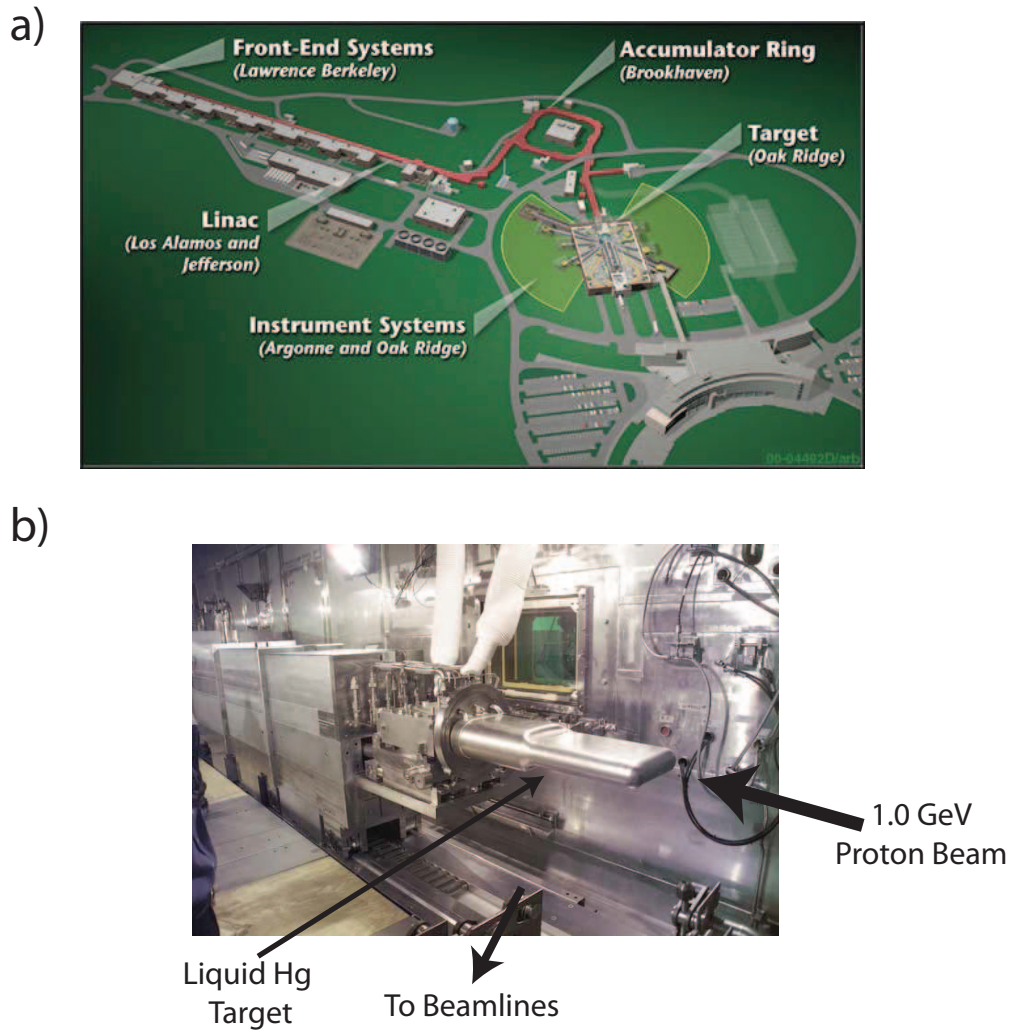 a)
Front-End Systems
(Lawrence Berkeley)
Accumulator Ring
(Brookhaven)
Target
(Oak Ridge)
Linac
(Los Alamos and
Jefferson)
Instrument Systems
(Argonne and Oak Ridge)
b)
1.0 GeV
Proton Beam
Liquid Hg
Target
To Beamlines